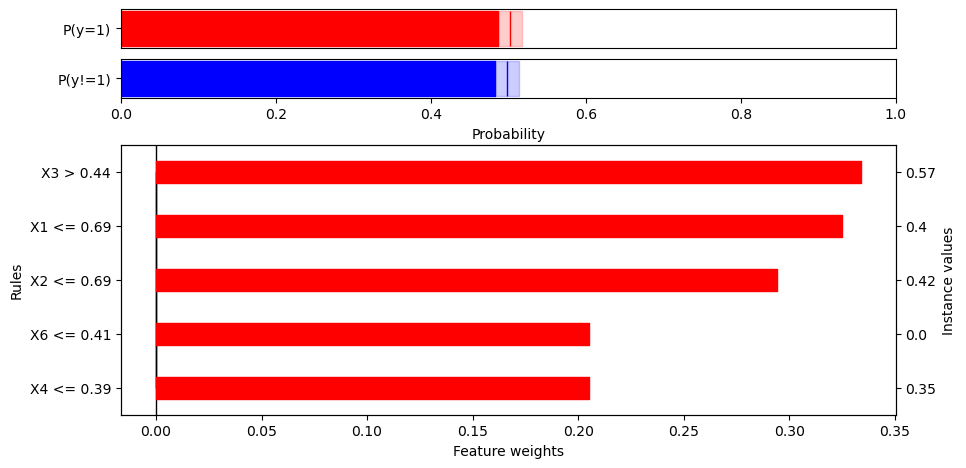 P(y=1)
P(y!=1)
0.0 0.2 0.4 0.6 0.8 1.0
Probability
X3 > 0.44 0.57
X1 <= 0.69 0.4
X2 <= 0.69 0.42
X6 <= 0.41 0.0
X4 <= 0.39 0.35
Rules
Instance values
0.00 0.05 0.10 0.15 0.20 0.25 0.30 0.35
Feature weights